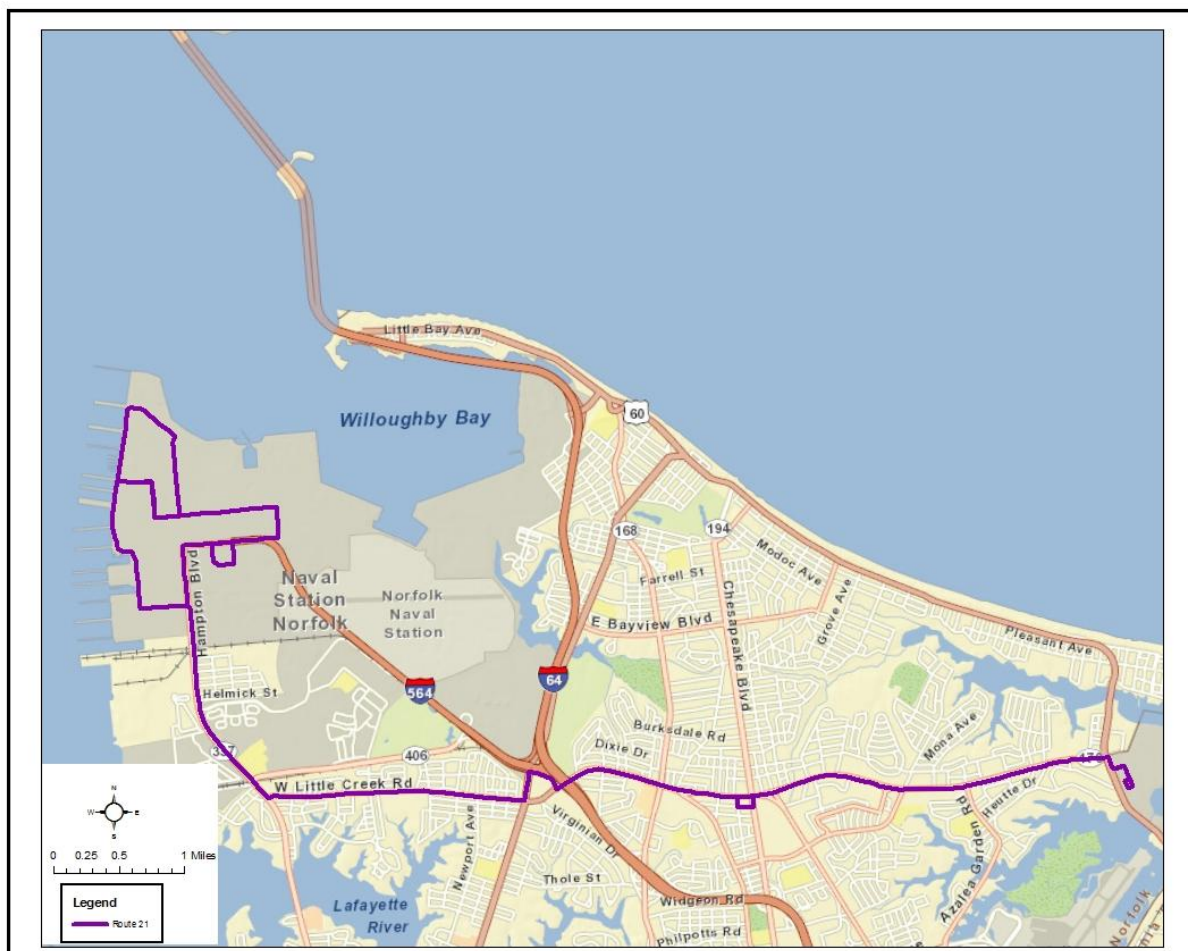 Little Bay Ave
Willoughby Bay
60
168
194
Modoc Ave
Farrell St
Hampton Blvd
Naval
Station
Norfolk
Norfolk
Naval
Station
E Bayview Blvd
Chesapeake Blvd
Grove Ave
Pleasant Ave
Helmick St
564
64
Burksdale Rd
Mona Ave
337
406
Dixie Dr
W Little Creek Rd
Heutte Dr
N
W
E
S
Newport Ave
Virginian Dr
Azalea Garden Rd
0 0.25 0.5 1 Miles
Thole St
Widgeon Rd
Legend
Route 21
Lafayette
River
Philpotts Rd
Norfolk